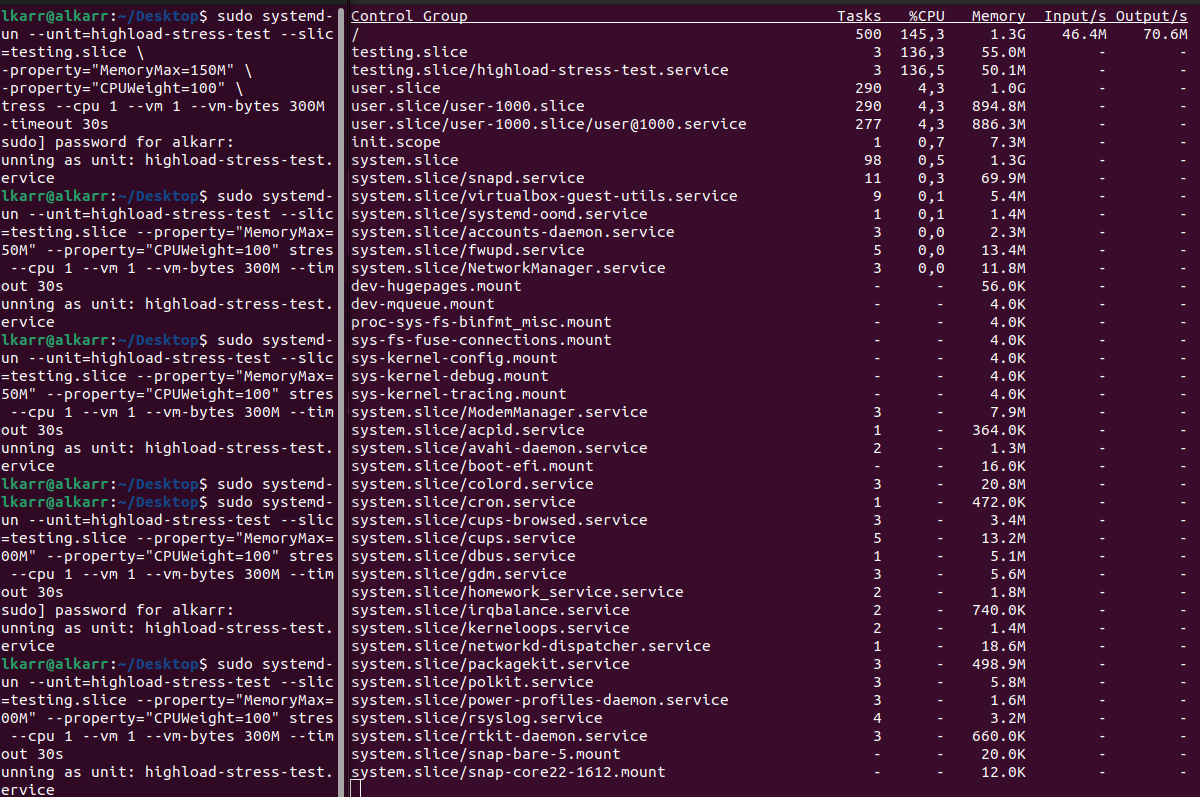 lkarr@alkarr:~/Desktop$ sudo systemd-
un --unit=highload-stress-test --slic
=testing.slice \
-property="MemoryMax=150M" \
-property="CPUWeight=100" \
tress --cpu 1 --vm 1 --vm-bytes 300M
-timeout 30s
sudo] password for alkarr:
unning as unit: highload-stress-test.
ervice
lkarr@alkarr:~/Desktop$ sudo systemd-
un --unit=highload-stress-test --slic
=testing.slice --property="MemoryMax=
50M" --property="CPUWeight=100" stres
 --cpu 1 --vm 1 --vm-bytes 300M --tim
out 30s
unning as unit: highload-stress-test.
ervice
lkarr@alkarr:~/Desktop$ sudo systemd-
un --unit=highload-stress-test --slic
=testing.slice --property="MemoryMax=
50M" --property="CPUWeight=100" stres
 --cpu 1 --vm 1 --vm-bytes 300M --tim
out 30s
unning as unit: highload-stress-test.
ervice
lkarr@alkarr:~/Desktop$ sudo systemd-
lkarr@alkarr:~/Desktop$ sudo systemd-
un --unit=highload-stress-test --slic
=testing.slice --property="MemoryMax=
00M" --property="CPUWeight=100" stres
 --cpu 1 --vm 1 --vm-bytes 300M --tim
out 30s
sudo] password for alkarr:
unning as unit: highload-stress-test.
ervice
lkarr@alkarr:~/Desktop$ sudo systemd-
un --unit=highload-stress-test --slic
=testing.slice --property="MemoryMax=
00M" --property="CPUWeight=100" stres
 --cpu 1 --vm 1 --vm-bytes 300M --tim
out 30s
unning as unit: highload-stress-test.
ervice
Control Group Tasks %CPU Memory Input/s Output/s
/ 500 145,3 1.3G 46.4M 70.6M
testing.slice 3 136,3 55.0M - -
testing.slice/highload-stress-test.service 3 136,5 50.1M - -
user.slice 290 4,3 1.0G - -
user.slice/user-1000.slice 290 4,3 894.8M - -
user.slice/user-1000.slice/user@1000.service 277 4,3 886.3M - -
init.scope 1 0,7 7.3M - -
system.slice 98 0,5 1.3G - -
system.slice/snapd.service 11 0,3 69.9M - -
system.slice/virtualbox-guest-utils.service 9 0,1 5.4M - -
system.slice/systemd-oomd.service 1 0,1 1.4M - -
system.slice/accounts-daemon.service 3 0,0 2.3M - -
system.slice/fwupd.service 5 0,0 13.4M - -
system.slice/NetworkManager.service 3 0,0 11.8M - -
dev-hugepages.mount - - 56.0K - -
dev-mqueue.mount - - 4.0K - -
proc-sys-fs-binfmt_misc.mount - - 4.0K - -
sys-fs-fuse-connections.mount - - 4.0K - -
sys-kernel-config.mount - - 4.0K - -
sys-kernel-debug.mount - - 4.0K - -
sys-kernel-tracing.mount - - 4.0K - -
system.slice/ModemManager.service 3 - 7.9M - -
system.slice/acpid.service 1 - 364.0K - -
system.slice/avahi-daemon.service 2 - 1.3M - -
system.slice/boot-efi.mount - - 16.0K - -
system.slice/colord.service 3 - 20.8M - -
system.slice/cron.service 1 - 472.0K - -
system.slice/cups-browsed.service 3 - 3.4M - -
system.slice/cups.service 5 - 13.2M - -
system.slice/dbus.service 1 - 5.1M - -
system.slice/gdm.service 3 - 5.6M - -
system.slice/homework_service.service 2 - 1.8M - -
system.slice/irqbalance.service 2 - 740.0K - -
system.slice/kerneloops.service 2 - 1.4M - -
system.slice/networkd-dispatcher.service 1 - 18.6M - -
system.slice/packagekit.service 3 - 498.9M - -
system.slice/polkit.service 3 - 5.8M - -
system.slice/power-profiles-daemon.service 3 - 1.6M - -
system.slice/rsyslog.service 4 - 3.2M - -
system.slice/rtkit-daemon.service 3 - 660.0K - -
system.slice/snap-bare-5.mount - - 20.0K - -
system.slice/snap-core22-1612.mount - - 12.0K - -